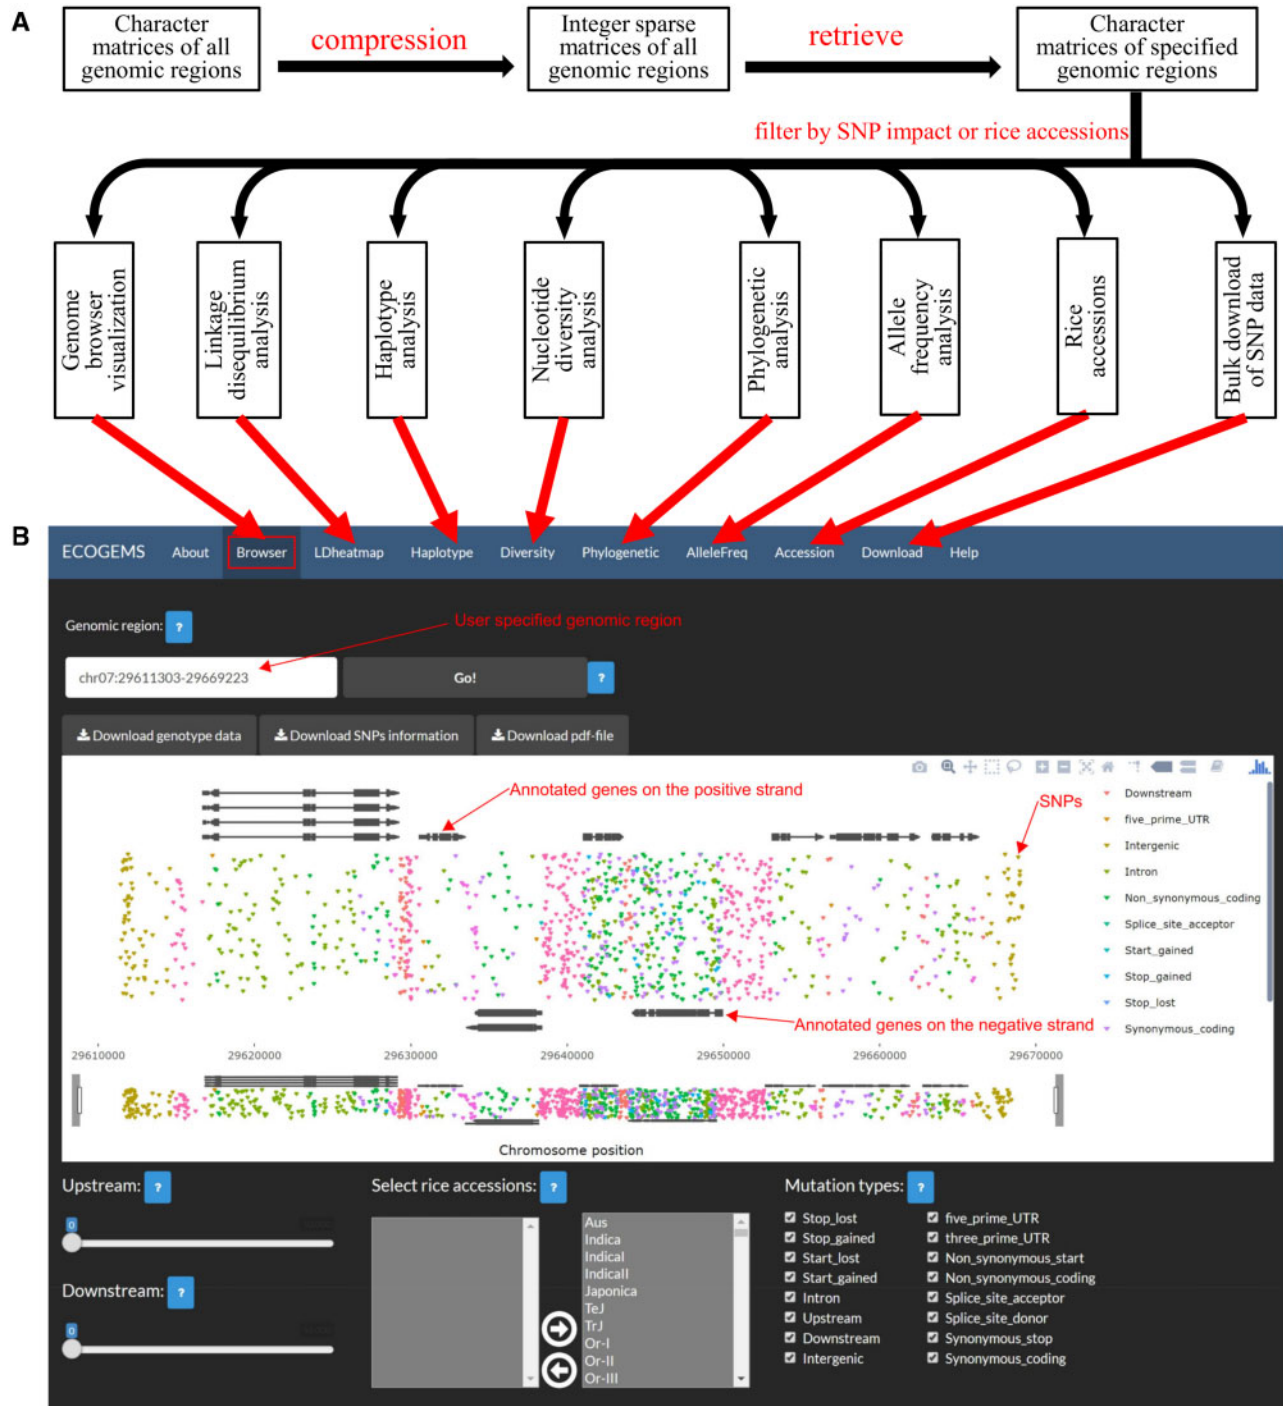 A
Character
matrices of all
genomic regions
compression
Integer sparse
matrices of all
genomic regions
retrieve
Character
matrices of specified
genomic regions
filter by SNP impact or rice accessions
Genome
browser
visualization
Linkage
disequilibrium
analysis
Haplotype
analysis
Nucleotide
diversity
analysis
Phylogenetic
analysis
Allele
frequency
analysis
Rice
accessions
Bulk download
of SNP data
B
ECOGEMS About Browser LDheatmap Haplotype Diversity Phylogenetic AlleleFreq Accession Download Help
Genomic region: ?
User specified genomic region
chr07:29611303-29669223 Go! ?
Download genotype data Download SNPs information Download pdf-file
Annotated genes on the positive strand
SNPs
Downstream
five_prime_UTR
Intergenic
Intron
Non_synonymous_coding
Splice_site_acceptor
Start_gained
Stop_gained
Stop_lost
Synonymous_coding
Annotated genes on the negative strand
29610000 29620000 29630000 29640000 29650000 29660000 29670000
Chromosome position
Upstream: ?
0
Downstream: ?
0
Select rice accessions: ?
Aus
Indica
IndicaI
IndicaII
Japonica
TeJ
TrJ
Or-I
Or-II
Or-III
Mutation types: ?
Stop_lost five_prime_UTR
Stop_gained three_prime_UTR
Start_lost Non_synonymous_start
Start_gained Non_synonymous_coding
Intron Splice_site_acceptor
Upstream Splice_site_donor
Downstream Synonymous_stop
Intergenic Synonymous_coding